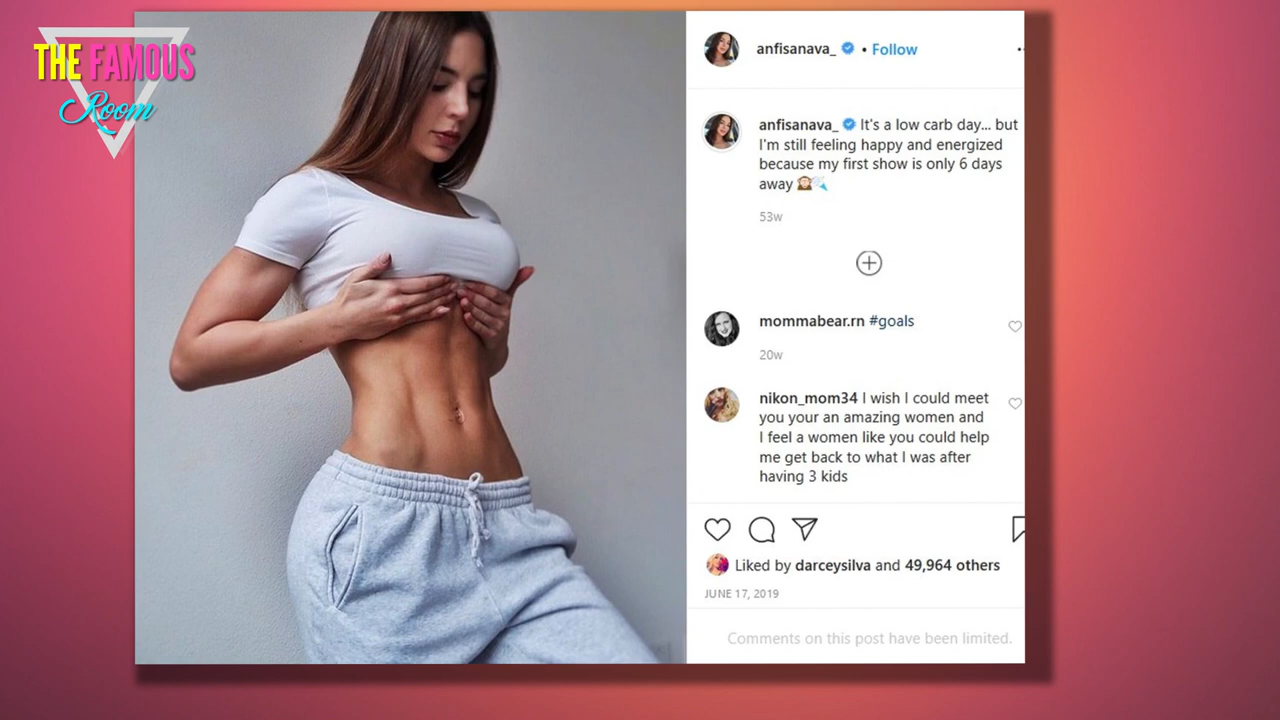 THE FAMOUS
Room
anfisanava_ • Follow
anfisanava_ It's a low carb day... but
I'm still feeling happy and energized
because my first show is only 6 days
away
53w
mommabear.rn #goals
20w
nikon_mom34 I wish I could meet
you your an amazing women and
I feel a women like you could help
me get back to what I was after
having 3 kids
Liked by darceysilva and 49,964 others
JUNE 17, 2019
Comments on this post have been limited.